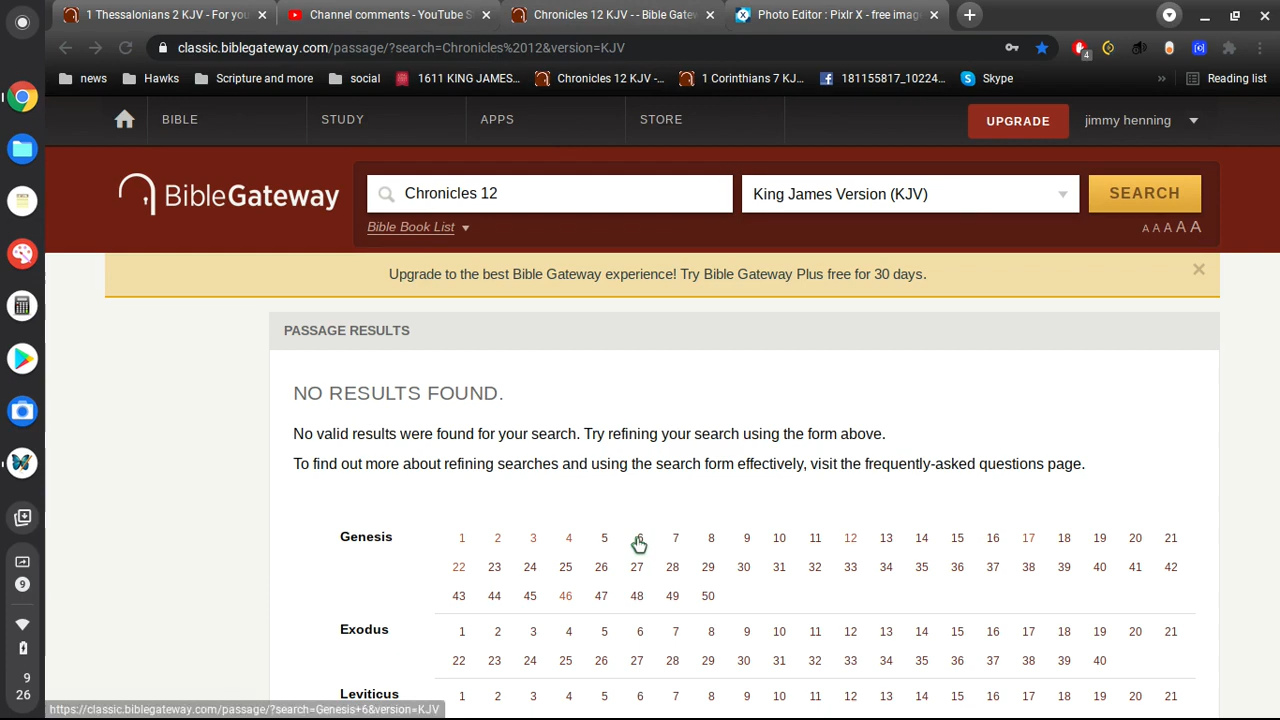 1 Thessalonians 2 KJV - For you
Channel comments - YouTube S
Chronicles 12 KJV - - Bible Gatew
Photo Editor : Pixlr X - free imag
classic.biblegateway.com/passage/?search=Chronicles%2012&version=KJV
4
news
Hawks
Scripture and more
social
1611 KING JAMES...
Chronicles 12 KJV -...
1 Corinthians 7 KJ...
181155817_10224...
Skype
»
Reading list
BIBLE
STUDY
APPS
STORE
UPGRADE
jimmy henning
BibleGateway
Chronicles 12
King James Version (KJV)
SEARCH
Bible Book List
A A A A A
Upgrade to the best Bible Gateway experience! Try Bible Gateway Plus free for 30 days.
PASSAGE RESULTS
NO RESULTS FOUND.
No valid results were found for your search. Try refining your search using the form above.
To find out more about refining searches and using the search form effectively, visit the frequently-asked questions page.
Genesis 1 2 3 4 5 6 7 8 9 10 11 12 13 14 15 16 17 18 19 20 21
22 23 24 25 26 27 28 29 30 31 32 33 34 35 36 37 38 39 40 41 42
43 44 45 46 47 48 49 50
Exodus 1 2 3 4 5 6 7 8 9 10 11 12 13 14 15 16 17 18 19 20 21
22 23 24 25 26 27 28 29 30 31 32 33 34 35 36 37 38 39 40
Leviticus 1 2 3 4 5 6 7 8 9 10 11 12 13 14 15 16 17 18 19 20 21
https://classic.biblegateway.com/passage/?search=Genesis+6&version=KJV
9
9
26